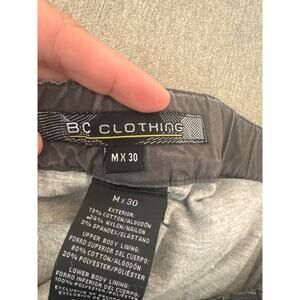 BC CLOTHING
M X 30
M X 30
EXTERIOR:
73% COTTON/ALGODÓN
24% NYLON/NAILON
3% SPANDEX/ELASTANO
UPPER BODY LINING:
FORRO SUPERIOR DEL CUERPO:
80% COTTON/ALGODÓN
20% POLYESTER/POLIÉSTER
LOWER BODY LINING:
FORRO INFERIOR DEL CUERPO:
100% POLYESTER/POLIÉSTER